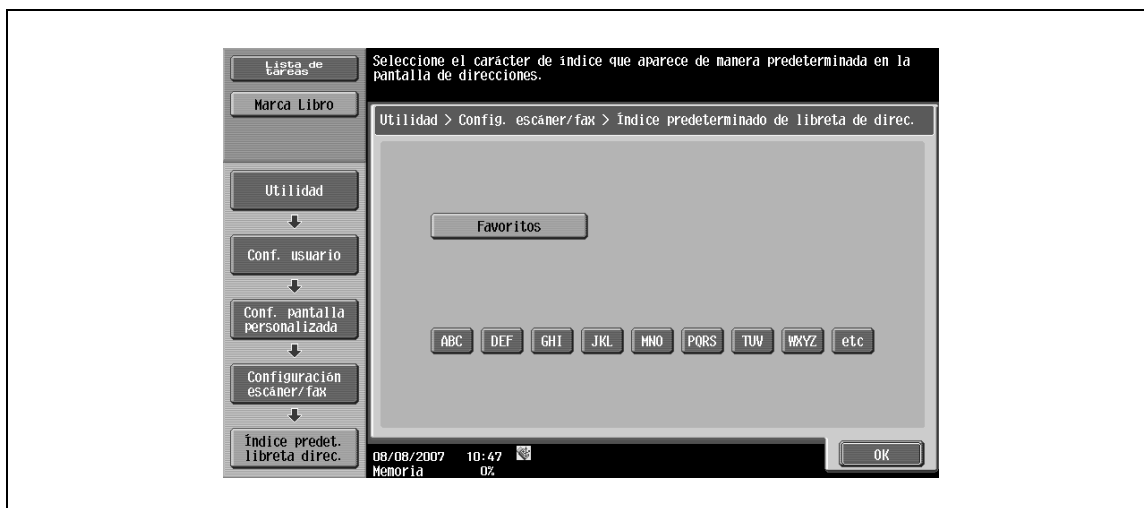 Lista de
tareas
Marca Libro
Utilidad
Conf. usuario
Conf. pantalla
personalizada
Configuración
escáner/fax
Índice predet.
libreta direc.
Seleccione el carácter de índice que aparece de manera predeterminada en la
pantalla de direcciones.
Utilidad > Config. escáner/fax > Índice predeterminado de libreta de direc.
Favoritos
ABC DEF GHI JKL MNO PQRS TUV WXYZ etc
08/08/2007 10:47
Memoria 0%
OK